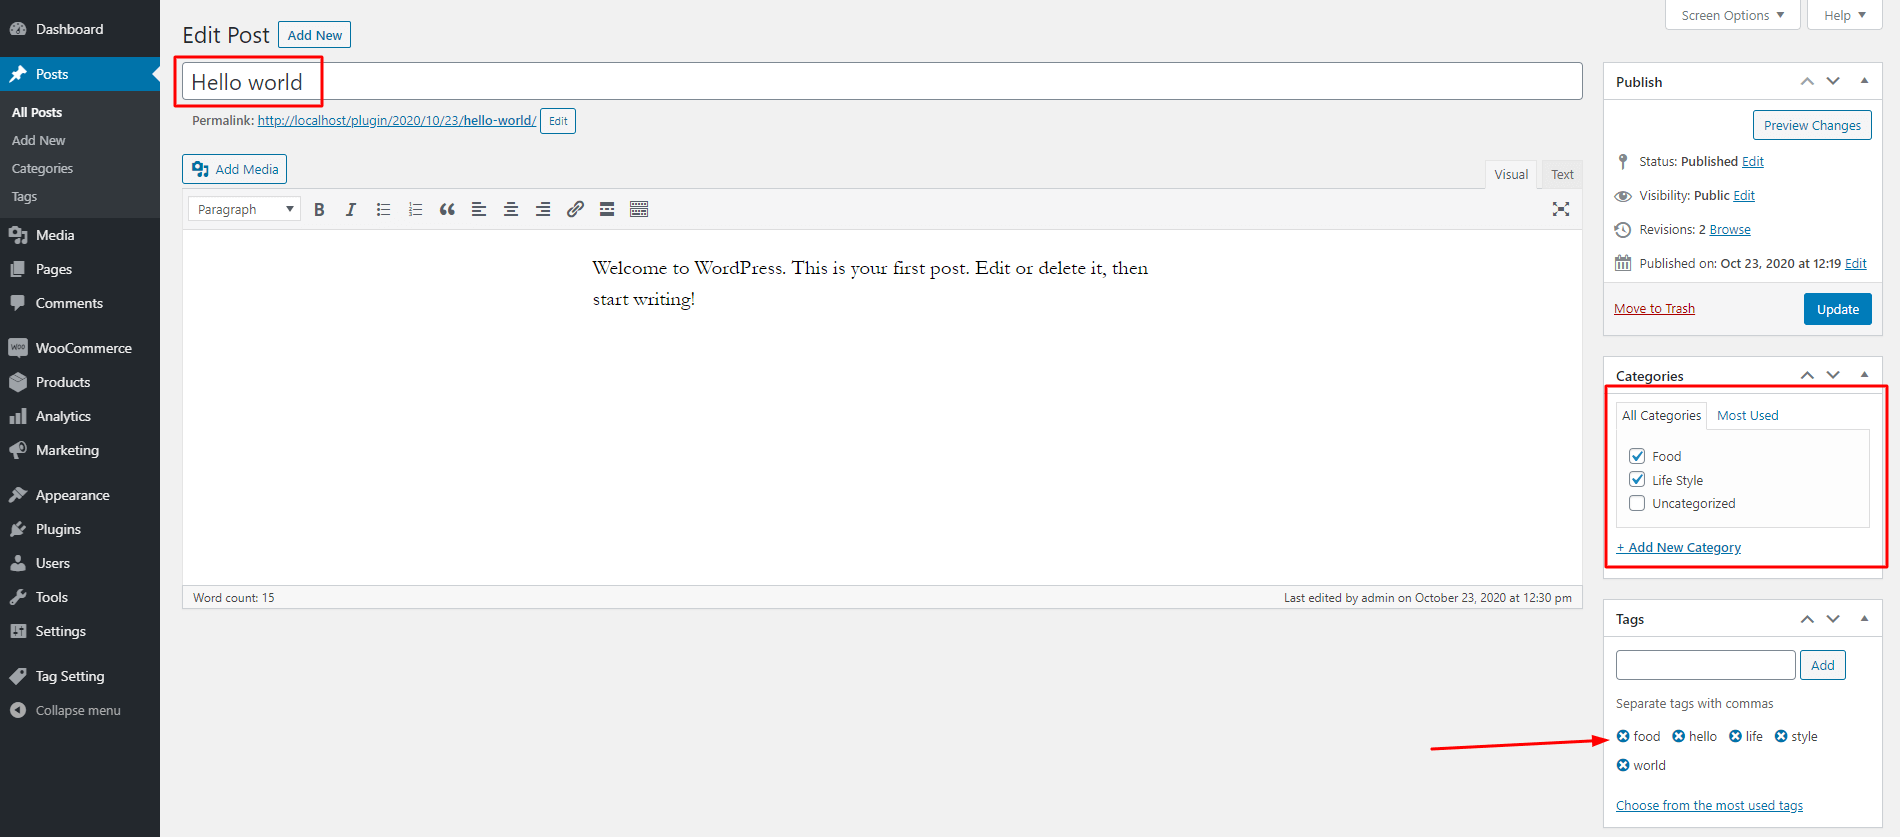 Dashboard
Posts
All Posts
Add New
Categories
Tags
Media
Pages
Comments
WOO WooCommerce
Products
Analytics
Marketing
Appearance
Plugins
Users
Tools
Settings
Tag Setting
Collapse menu
Screen Options Help
Edit Post Add New
Hello world
Permalink: http://localhost/plugin/2020/10/23/hello-world/ Edit
Add Media
Visual Text
Paragraph B I
Welcome to WordPress. This is your first post. Edit or delete it, then
start writing!
Word count: 15 Last edited by admin on October 23, 2020 at 12:30 pm
Publish
Preview Changes
Status: Published Edit
Visibility: Public Edit
Revisions: 2 Browse
Published on: Oct 23, 2020 at 12:19 Edit
Move to Trash Update
Categories
All Categories Most Used
Food
Life Style
Uncategorized
+ Add New Category
Tags
Add
Separate tags with commas
food hello life style
world
Choose from the most used tags